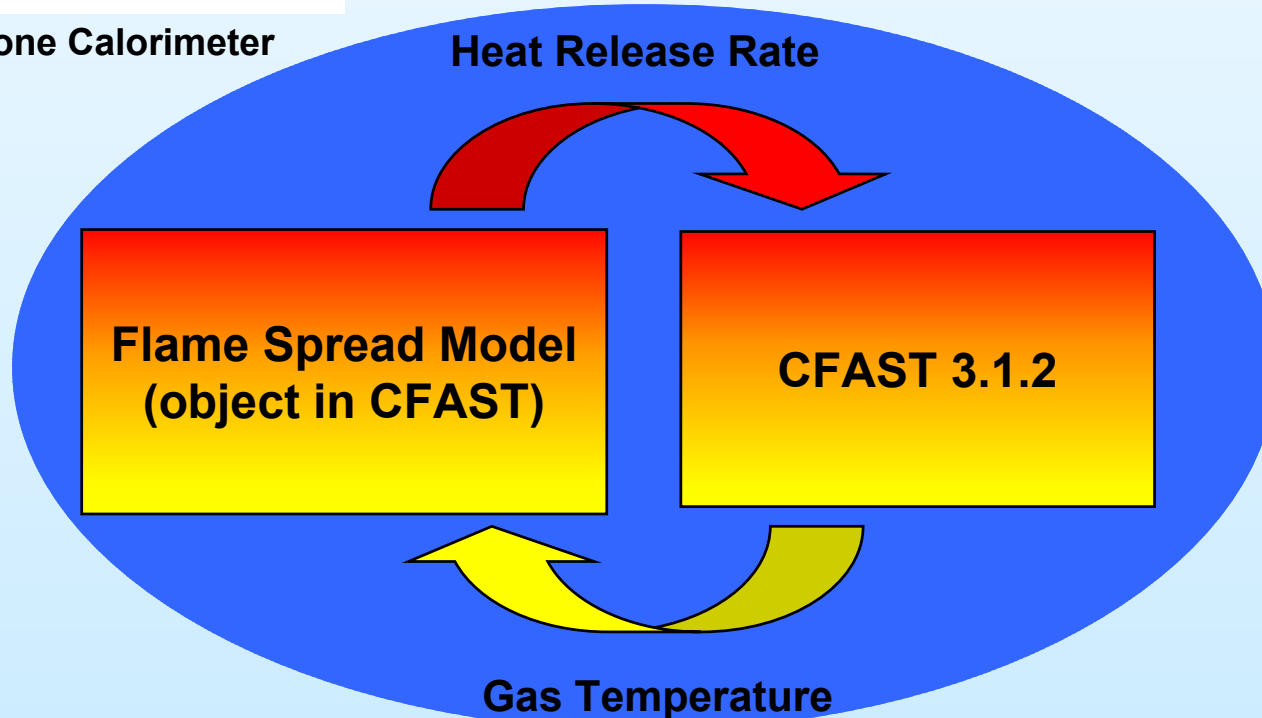 one Calorimeter
Heat Release Rate
Flame Spread Model
(object in CFAST)
CFAST 3.1.2
Gas Temperature